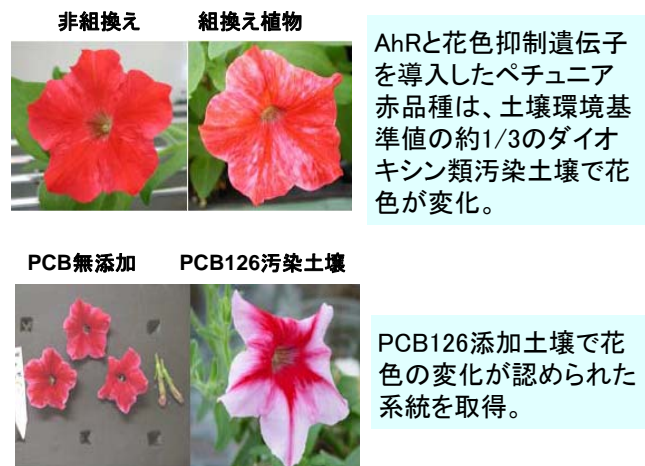 非組換え 組換え植物
AhRと花色抑制遺伝子
を導入したペチュニア
赤品種は、土壌環境基
準値の約1/3のダイオ
キシン類汚染土壌で花
色が変化。
PCB無添加 PCB126汚染土壌
PCB126添加土壌で花
色の変化が認められた
系統を取得。